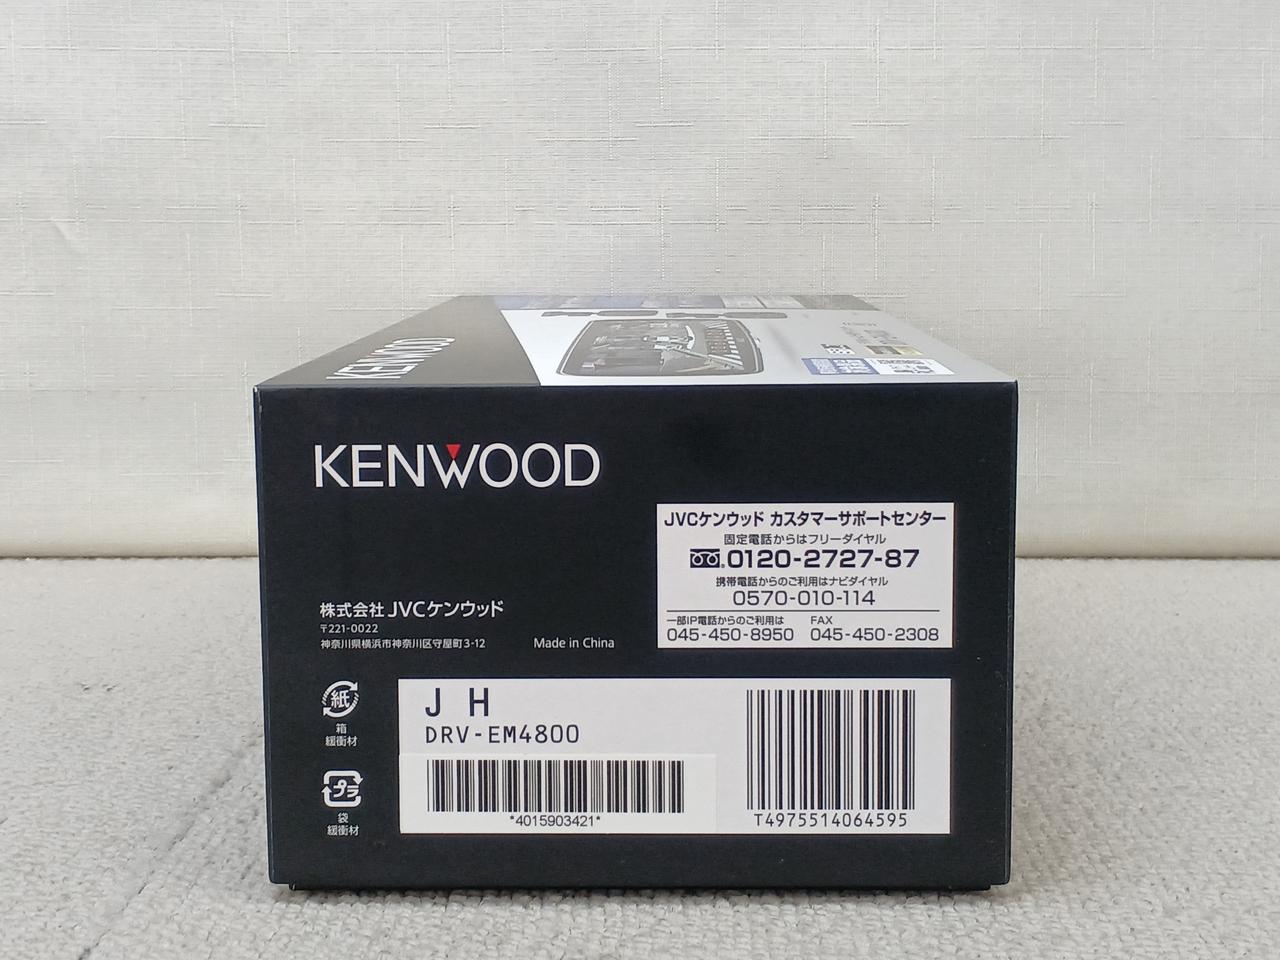 KENWOOD
KENWOOD
JVCケンウッド カスタマーサポートセンター
固定電話からはフリーダイヤル
0120-2727-87
携帯電話からのご利用はナビダイヤル
0570-010-114
一部IP電話からのご利用は FAX
045-450-8950 045-450-2308
株式会社JVCケンウッド
〒221-0022
神奈川県横浜市神奈川区守屋町3-12 Made in China
紙
箱
緩衝材
プラ
袋
緩衝材
J H
DRV-EM4800
*4015903421*
T4975514064595